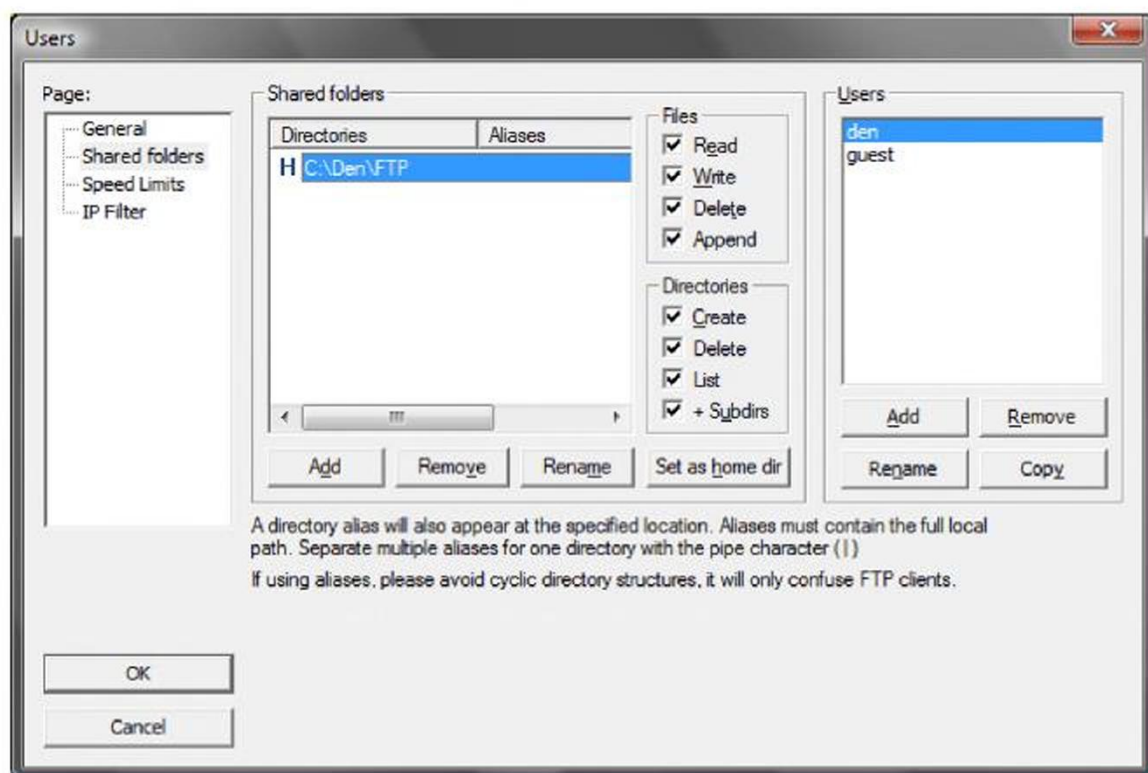 Users
Page:
General
Shared folders
Speed Limits
IP Filter
OK
Cancel
Shared folders
Directories Aliases
H C:\Den\FTP
Add Remove Rename Set as home dir
Files
Read
Write
Delete
Append
Directories
Create
Delete
List
+ Subdirs
Users
den
guest
Add Remove
Rename Copy
A directory alias will also appear at the specified location. Aliases must contain the full local
path. Separate multiple aliases for one directory with the pipe character (|)
If using aliases, please avoid cyclic directory structures, it will only confuse FTP clients.